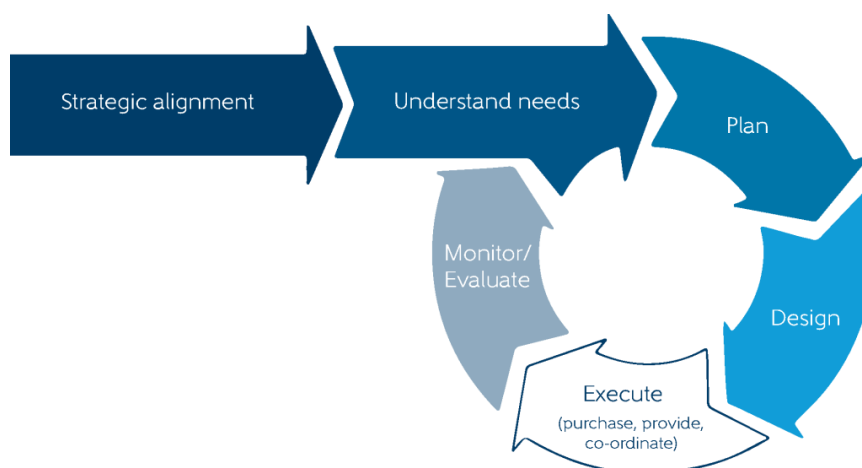 Strategic alignment
Understand needs
Plan
Design
Execute
(purchase, provide,
co-ordinate)
Monitor/
Evaluate